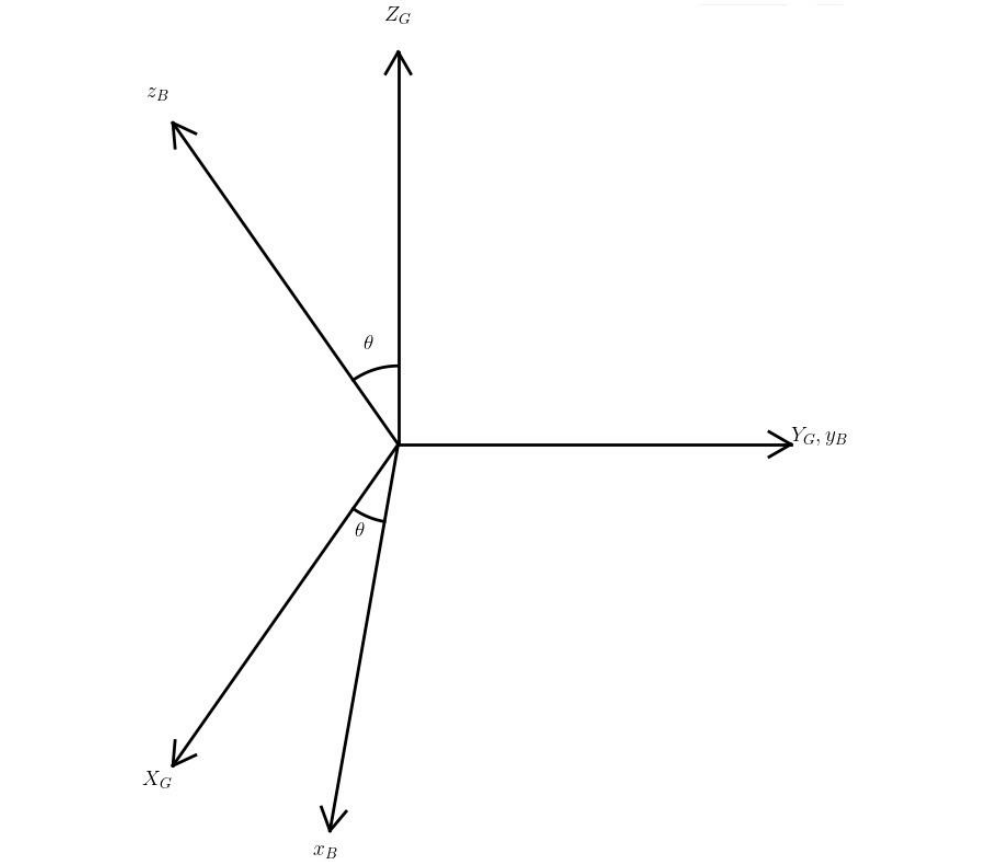 Z_G
z_B
θ
Y_G, y_B
θ
X_G
x_B